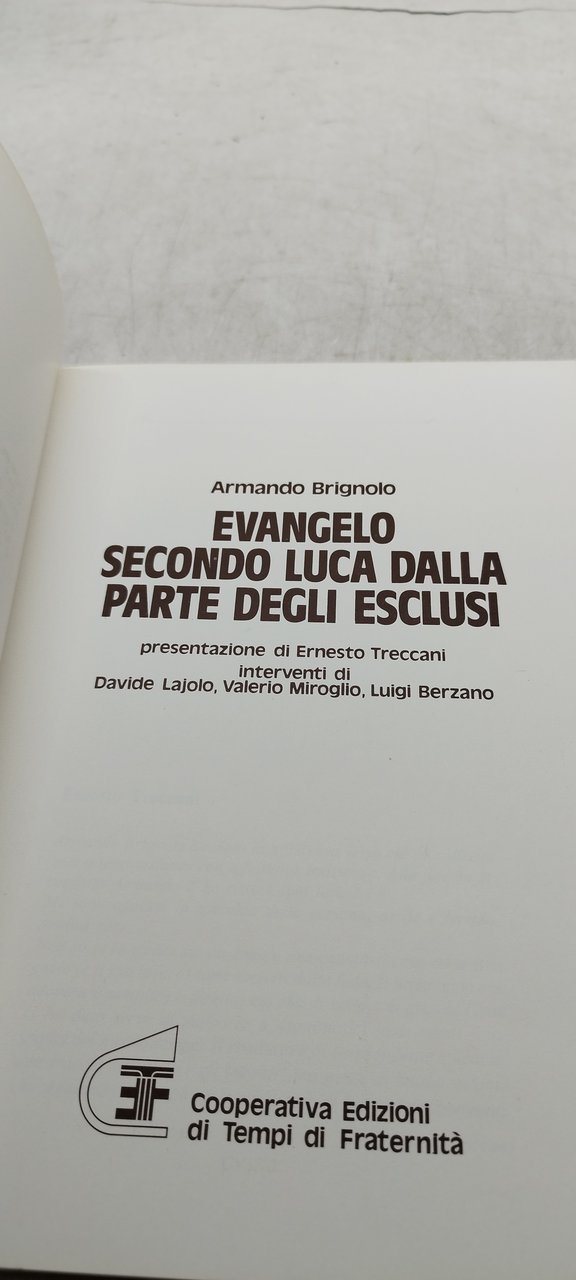 Armando Brignolo
EVANGELO
SECONDO LUCA DALLA
PARTE DEGLI ESCLUSI
presentazione di Ernesto Treccani
interventi di
Davide Lajolo, Valerio Miroglio, Luigi Berzano
Cooperativa Edizioni
di Tempi di Fraternità